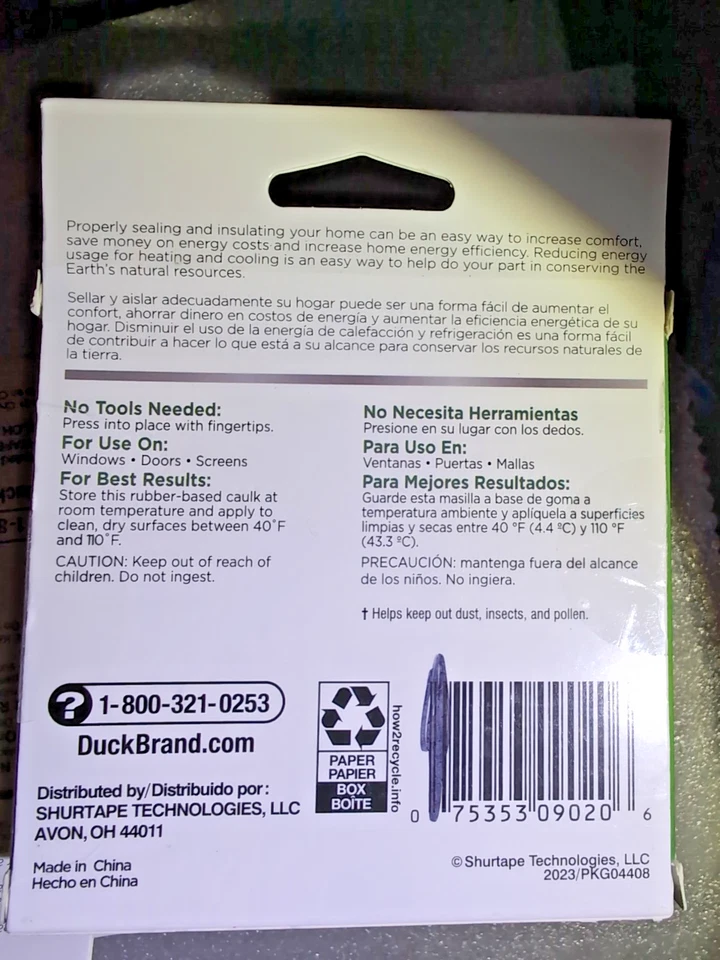 Properly sealing and insulating your home can be an easy way to increase comfort,
save money on energy costs and increase home energy efficiency. Reducing energy
usage for heating and cooling is an easy way to help do your part in conserving the
Earth's natural resources.
Sellar y aislar adecuadamente su hogar puede ser una forma fácil de aumentar el
confort, ahorrar dinero en costos de energía y aumentar la eficiencia energética de su
hogar. Disminuir el uso de la energía de calefacción y refrigeración es una forma fácil
de contribuir a hacer lo que está a su alcance para conservar los recursos naturales de
la tierra.
No Tools Needed:
Press into place with fingertips.
For Use On:
Windows • Doors • Screens
For Best Results:
Store this rubber-based caulk at
room temperature and apply to
clean, dry surfaces between 40°F
and 110°F.
CAUTION: Keep out of reach of
children. Do not ingest.
No Necesita Herramientas
Presione en su lugar con los dedos.
Para Uso En:
Ventanas • Puertas • Mallas
Para Mejores Resultados:
Guarde esta masilla a base de goma a
temperatura ambiente y aplíquela a superficies
limpias y secas entre 40 ºF (4.4 ºC) y 110 °F
(43.3 ºC).
PRECAUCIÓN: mantenga fuera del alcance
de los niños. No ingiera.
† Helps keep out dust, insects, and pollen.
? 1-800-321-0253
DuckBrand.com
Distributed by/Distribuido por:
SHURTAPE TECHNOLOGIES, LLC
AVON, OH 44011
Made in China
Hecho en China
PAPER
PAPIER
BOX
BOÎTE
how2recycle.info
0 75353 09020 6
© Shurtape Technologies, LLC
2023/PKG04408